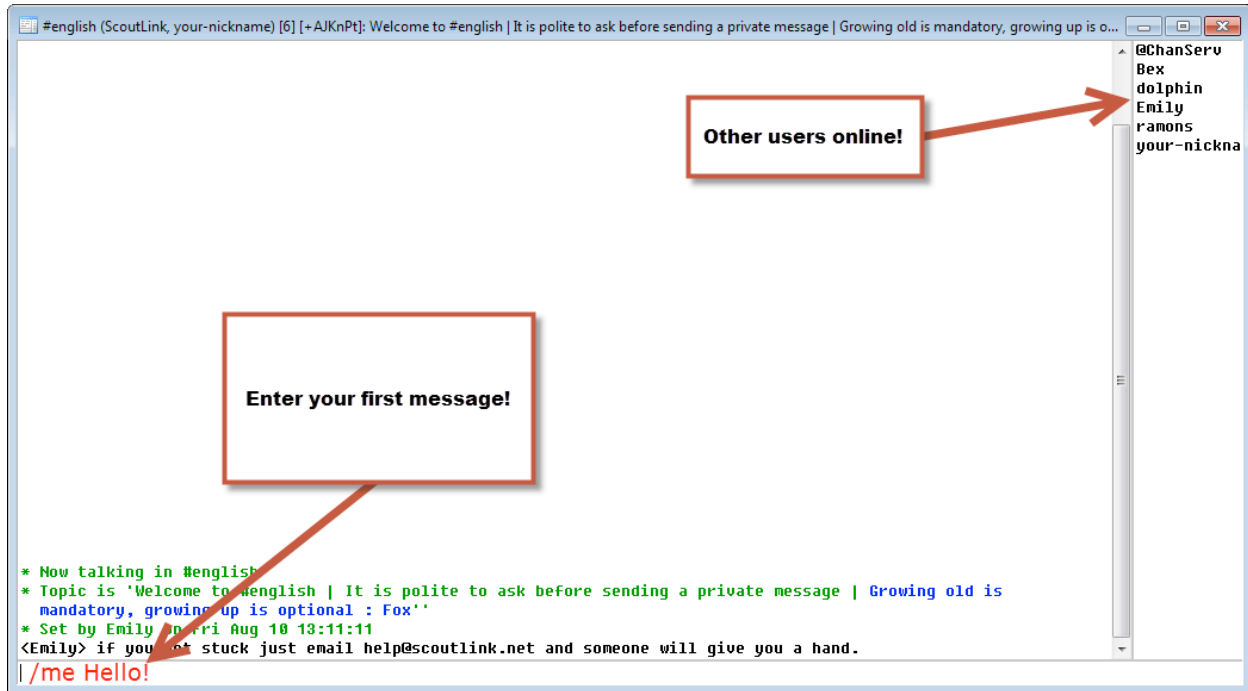 #english (ScoutLink, your-nickname) [6] [+AJKnPt]: Welcome to #english | It is polite to ask before sending a private message | Growing old is mandatory, growing up is o...
@ChanServ
Bex
dolphin
Emily
ramons
your-nickna
Other users online!
Enter your first message!
* Now talking in #english
* Topic is 'Welcome to #english | It is polite to ask before sending a private message | Growing old is
mandatory, growing up is optional : Fox''
* Set by Emily on Fri Aug 10 13:11:11
<Emily> if you get stuck just email help@scoutlink.net and someone will give you a hand.
/me Hello!